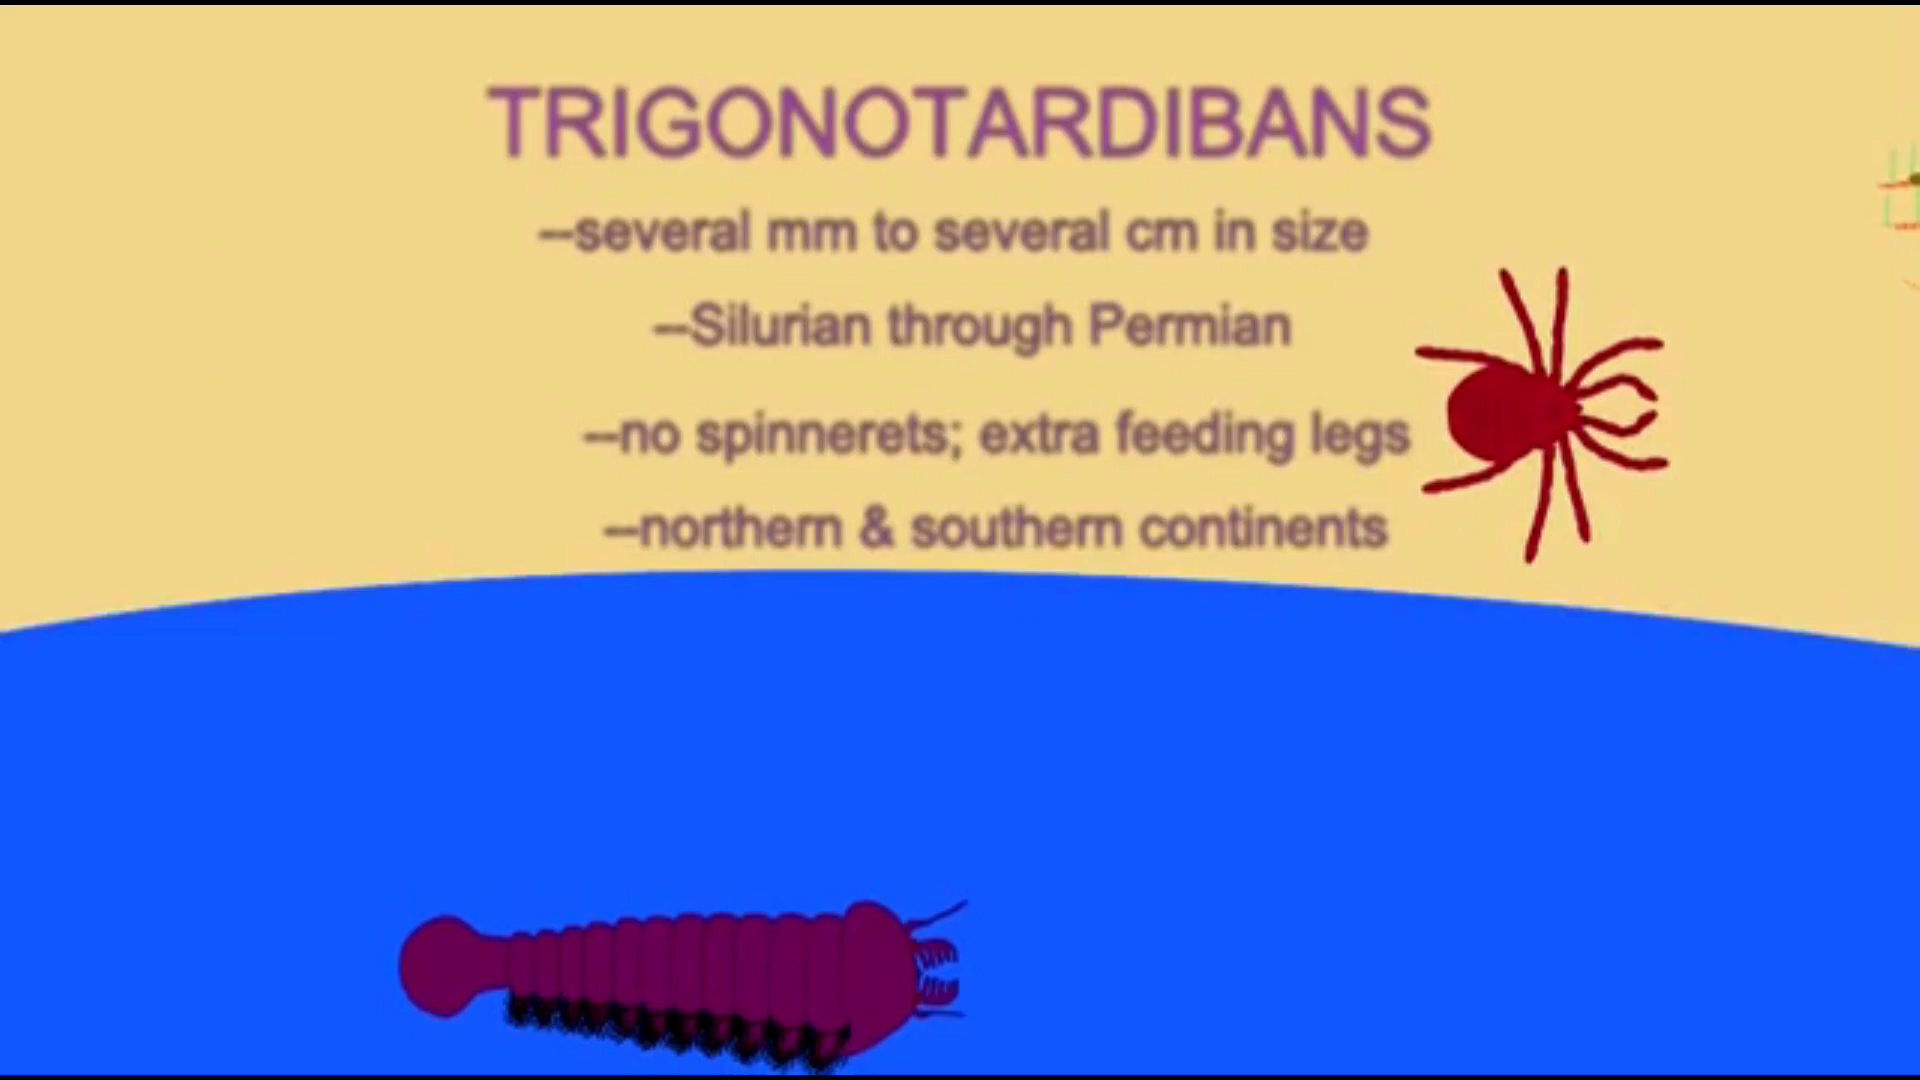 TRIGONOTARDIBANS
--several mm to several cm in size
--Silurian through Permian
--no spinnerets; extra feeding legs
--northern & southern continents